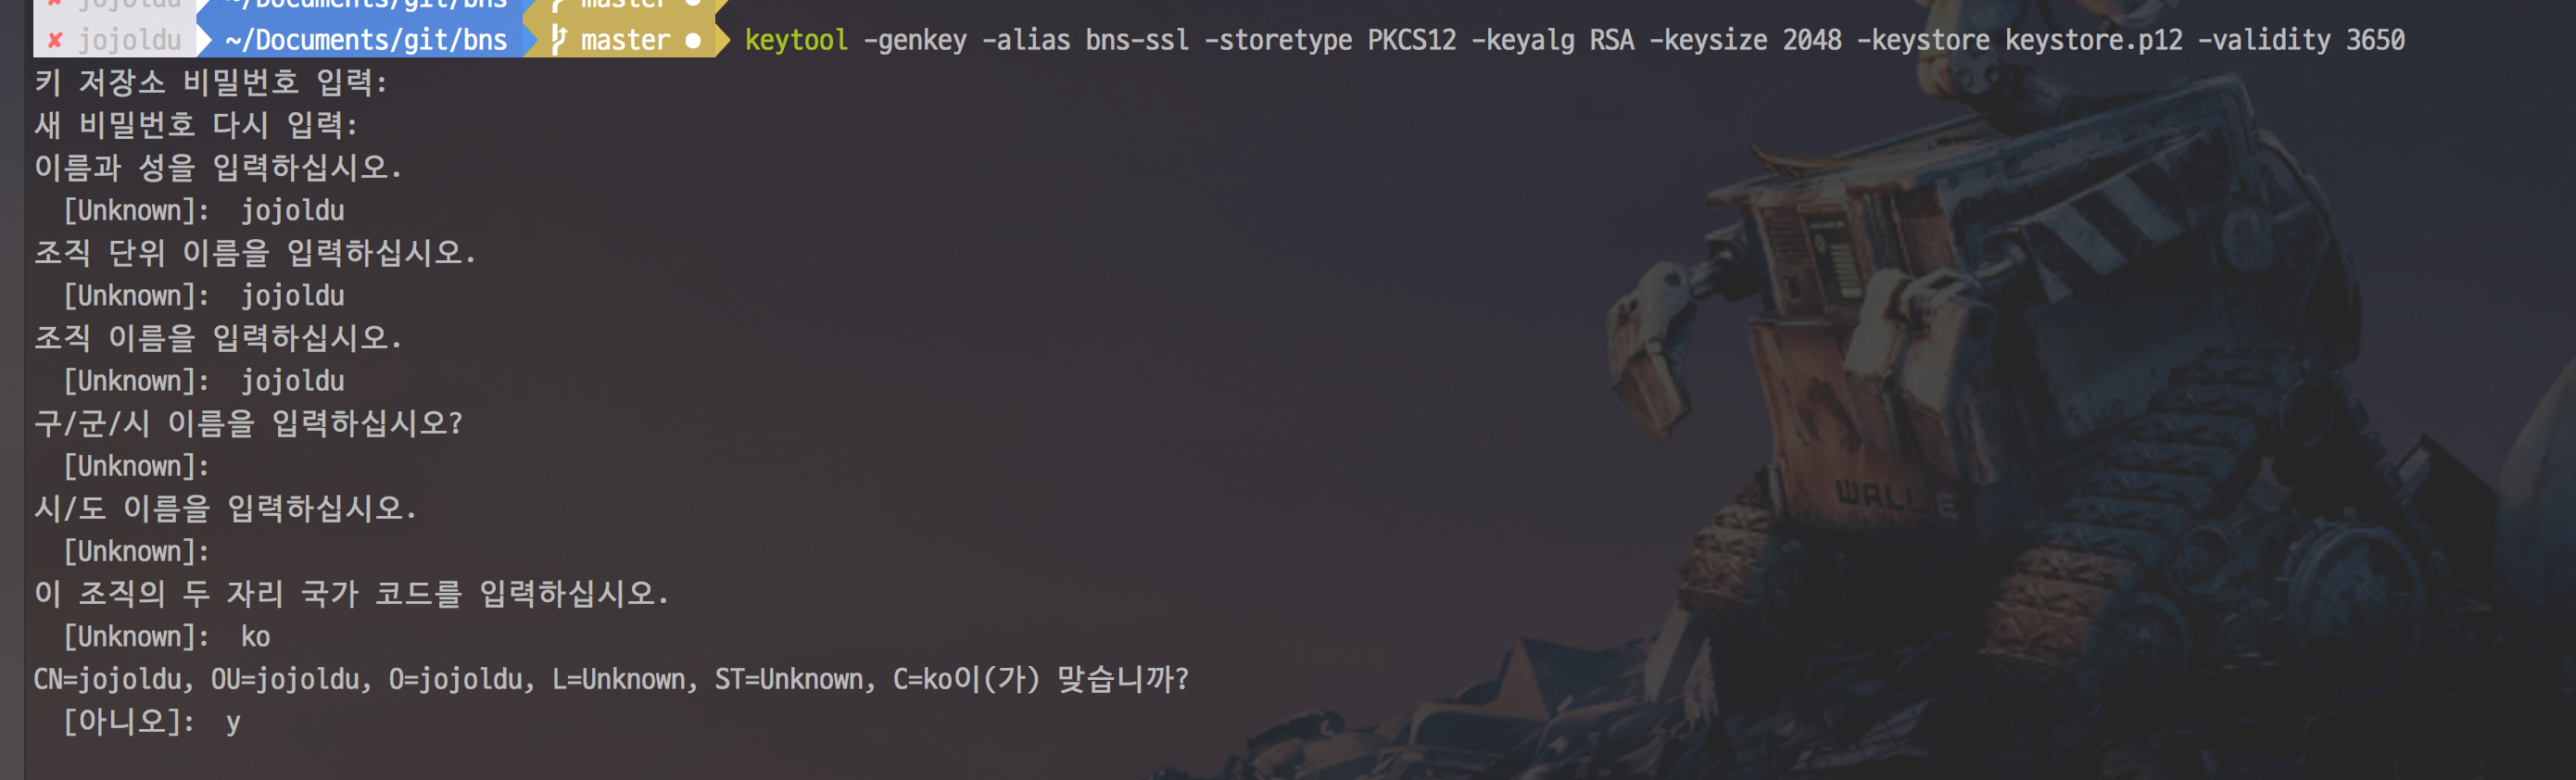 ✘ jojoldu ~/Documents/git/bns master ●
✘ jojoldu ~/Documents/git/bns master ● keytool -genkey -alias bns-ssl -storetype PKCS12 -keyalg RSA -keysize 2048 -keystore keystore.p12 -validity 3650
키 저장소 비밀번호 입력:
새 비밀번호 다시 입력:
이름과 성을 입력하십시오.
[Unknown]: jojoldu
조직 단위 이름을 입력하십시오.
[Unknown]: jojoldu
조직 이름을 입력하십시오.
[Unknown]: jojoldu
구/군/시 이름을 입력하십시오?
[Unknown]:
시/도 이름을 입력하십시오.
[Unknown]:
이 조직의 두 자리 국가 코드를 입력하십시오.
[Unknown]: ko
CN=jojoldu, OU=jojoldu, O=jojoldu, L=Unknown, ST=Unknown, C=ko이(가) 맞습니까?
[아니오]: y
WALL·E